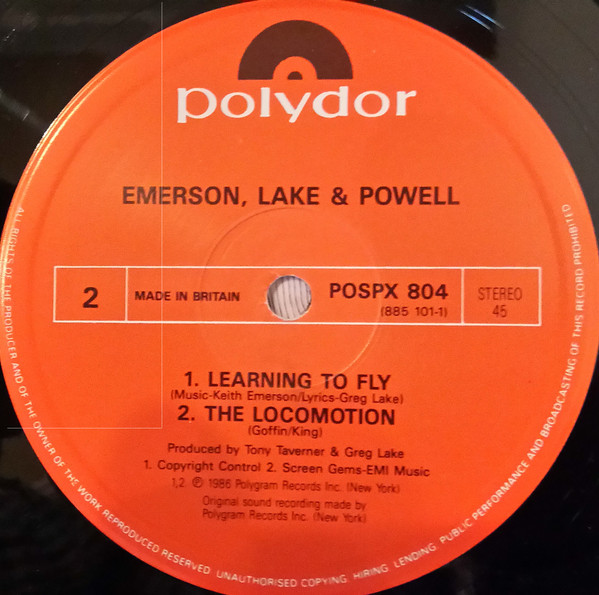 polydor
EMERSON, LAKE & POWELL
2
MADE IN BRITAIN
POSPX 804
(885 101-1)
STEREO
45
1. LEARNING TO FLY
(Music-Keith Emerson/Lyrics-Greg Lake)
2. THE LOCOMOTION
(Goffin/King)
Produced by Tony Taverner & Greg Lake
1. Copyright Control 2. Screen Gems-EMI Music
1,2. ℗ 1986 Polygram Records Inc. (New York)
Original sound recording made by
Polygram Records Inc. (New York)
ALL RIGHTS OF THE PRODUCER AND OF THE OWNER OF THE WORK REPRODUCED RESERVED. UNAUTHORISED COPYING. HIRING. LENDING. PUBLIC PERFORMANCE AND BROADCASTING OF THIS RECORD PROHIBITED